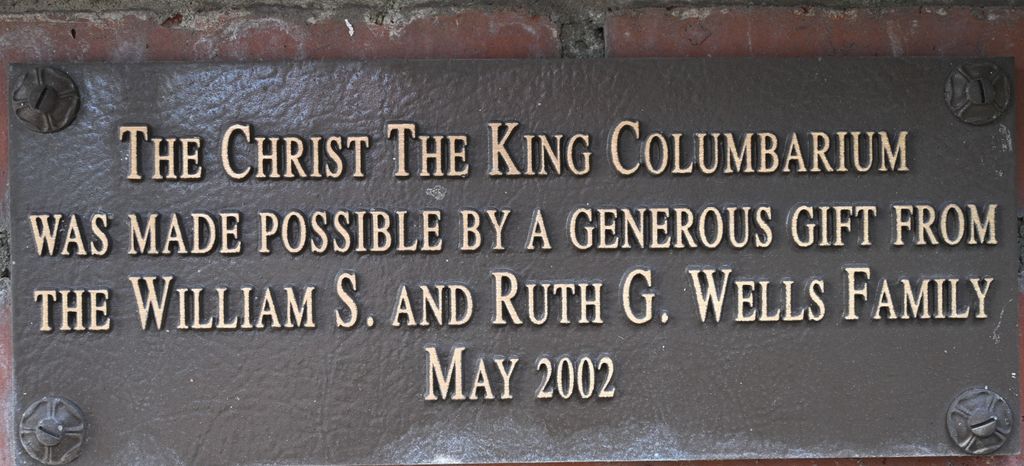 The Christ The King Columbarium
was made possible by a generous gift from
the William S. and Ruth G. Wells Family
May 2002